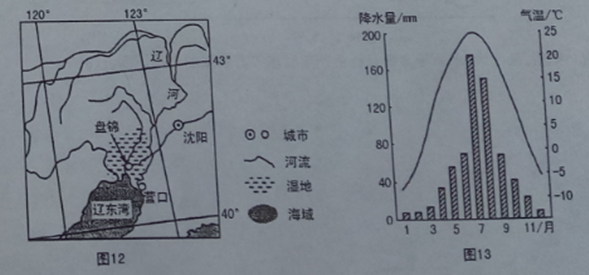 120°
123°
43°
辽
河
盘锦
沈阳
营口
辽东湾
40°
城市
河流
湿地
海域
图12
降水量/mm
气温/℃
200
160
120
80
40
0
25
20
15
10
5
0
-5
-10
1 3 5 7 9 11/月
图13